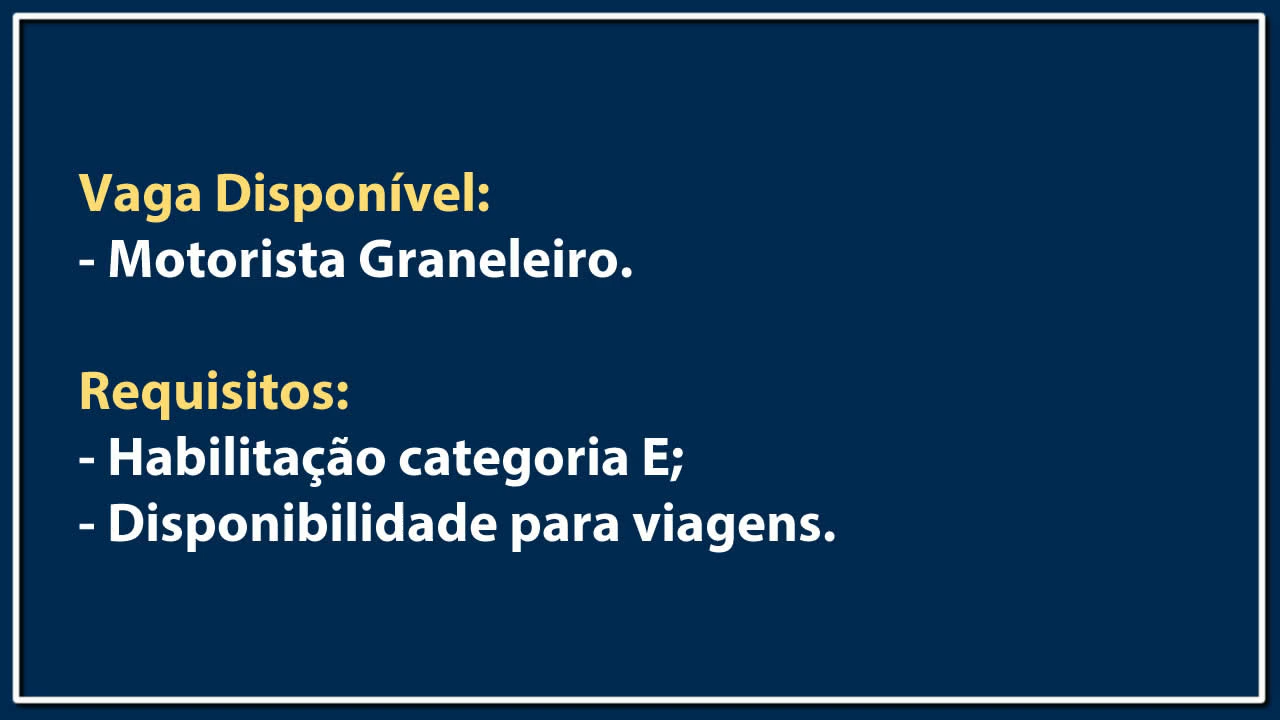 Vaga Disponível:
- Motorista Graneleiro.
Requisitos:
- Habilitação categoria E;
- Disponibilidade para viagens.